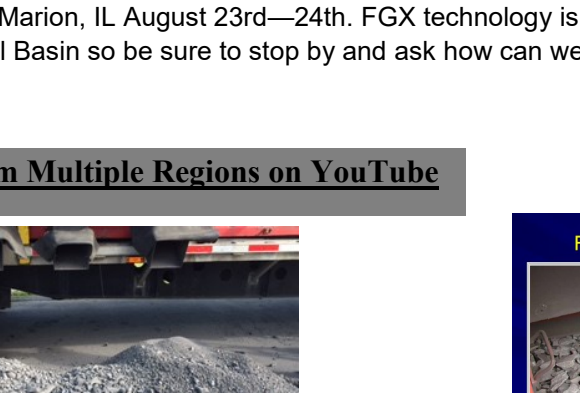 Marion, IL August 23rd—24th. FGX technology is
l Basin so be sure to stop by and ask how can we
m Multiple Regions on YouTube
F